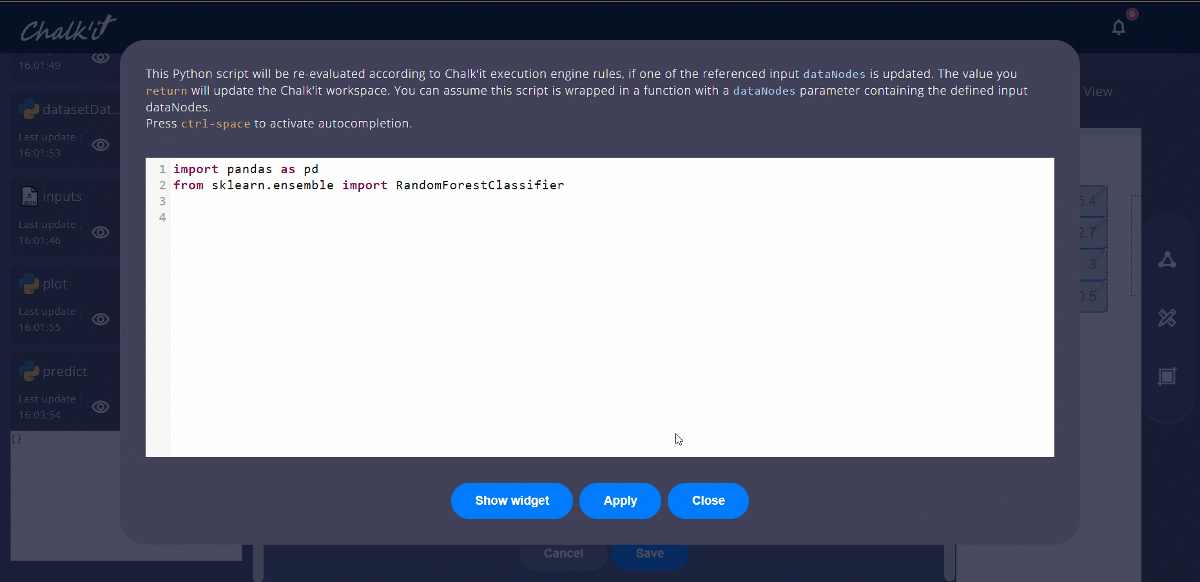 Chalk'it
0
16:01:49
View
This Python script will be re-evaluated according to Chalk'it execution engine rules, if one of the referenced input dataNodes is updated. The value you
return will update the Chalk'it workspace. You can assume this script is wrapped in a function with a dataNodes parameter containing the defined input
dataNodes.
Press ctrl-space to activate autocompletion.
datasetDat...
Last update :
16:01:53
1 import pandas as pd
2 from sklearn.ensemble import RandomForestClassifier
3
4
inputs
Last update :
16:01:46
5.4
2.7
3
0.5
plot
Last update :
16:01:55
predict
Last update :
16:03:54
{}
Show widget
Apply
Close
Cancel
Save